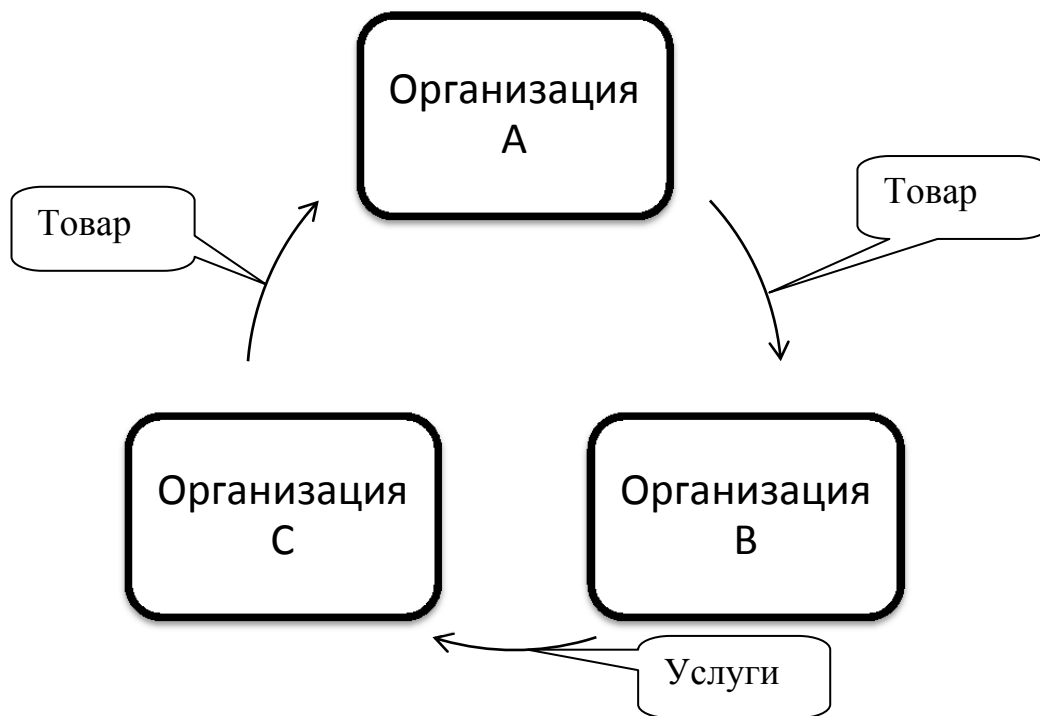 Организация
А
Товар
Товар
Организация
С
Организация
В
Услуги